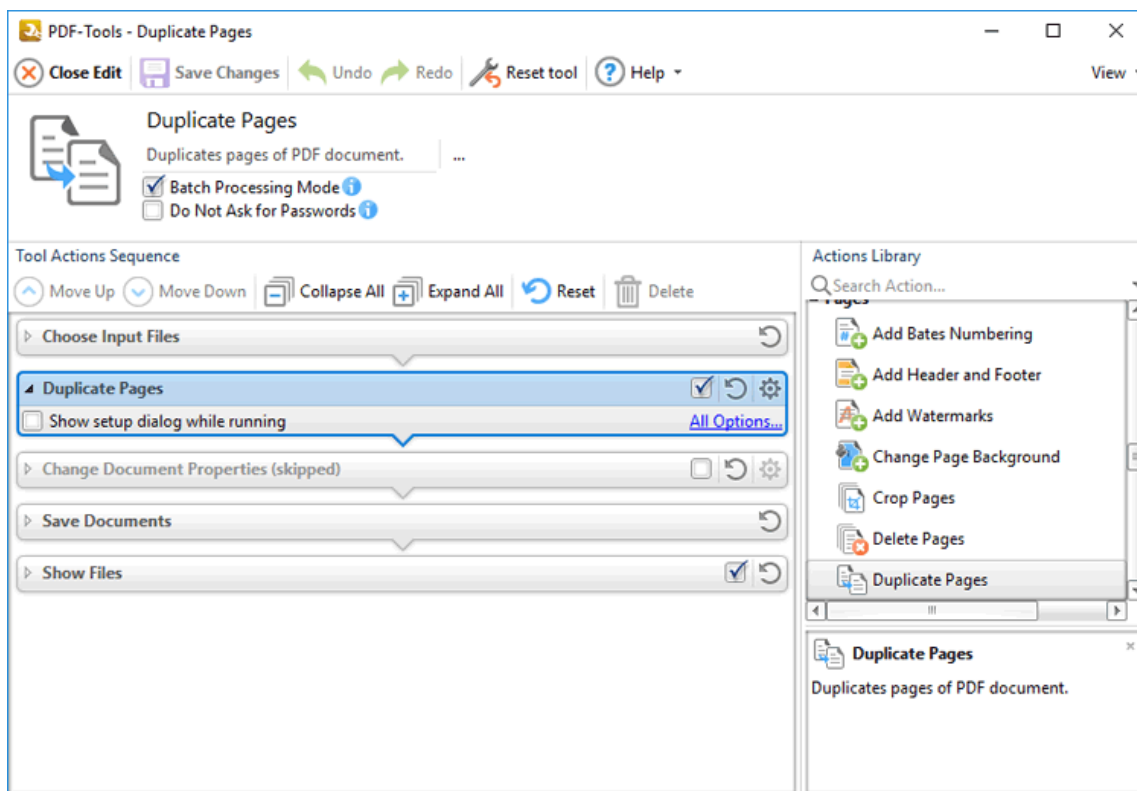 PDF-Tools - Duplicate Pages
Close Edit Save Changes Undo Redo Reset tool ? Help View
Duplicate Pages
Duplicates pages of PDF document. ...
Batch Processing Mode i
Do Not Ask for Passwords i
Tool Actions Sequence
Move Up Move Down Collapse All Expand All Reset Delete
Choose Input Files
Duplicate Pages
Show setup dialog while running All Options...
Change Document Properties (skipped)
Save Documents
Show Files
Actions Library
Search Action...
Pages
Add Bates Numbering
Add Header and Footer
Add Watermarks
Change Page Background
Crop Pages
Delete Pages
Duplicate Pages
Duplicate Pages
Duplicates pages of PDF document.